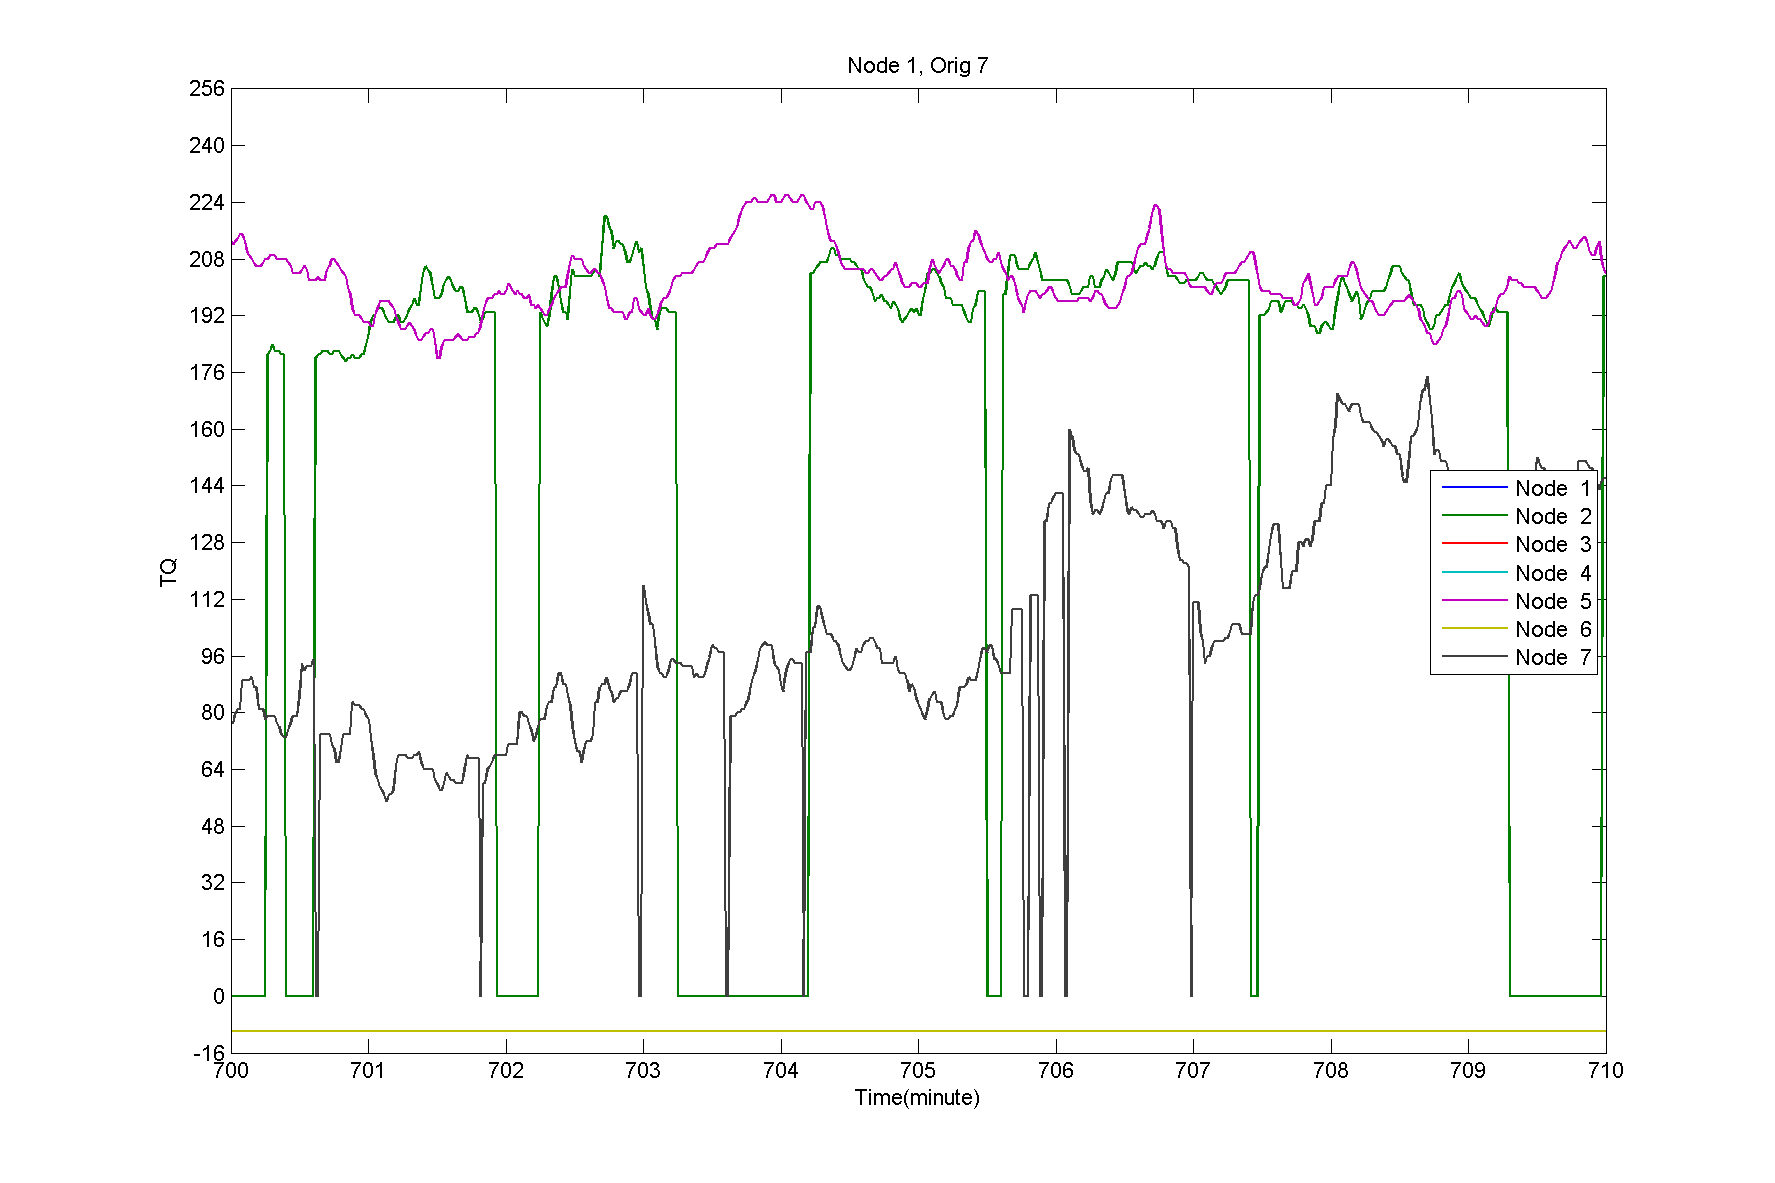 Node 1, Orig 7
256
240
224
208
192
176
160
144
128
112
96
80
64
48
32
16
0
-16
TQ
700 701 702 703 704 705 706 707 708 709 710
Time(minute)
Node 1
Node 2
Node 3
Node 4
Node 5
Node 6
Node 7